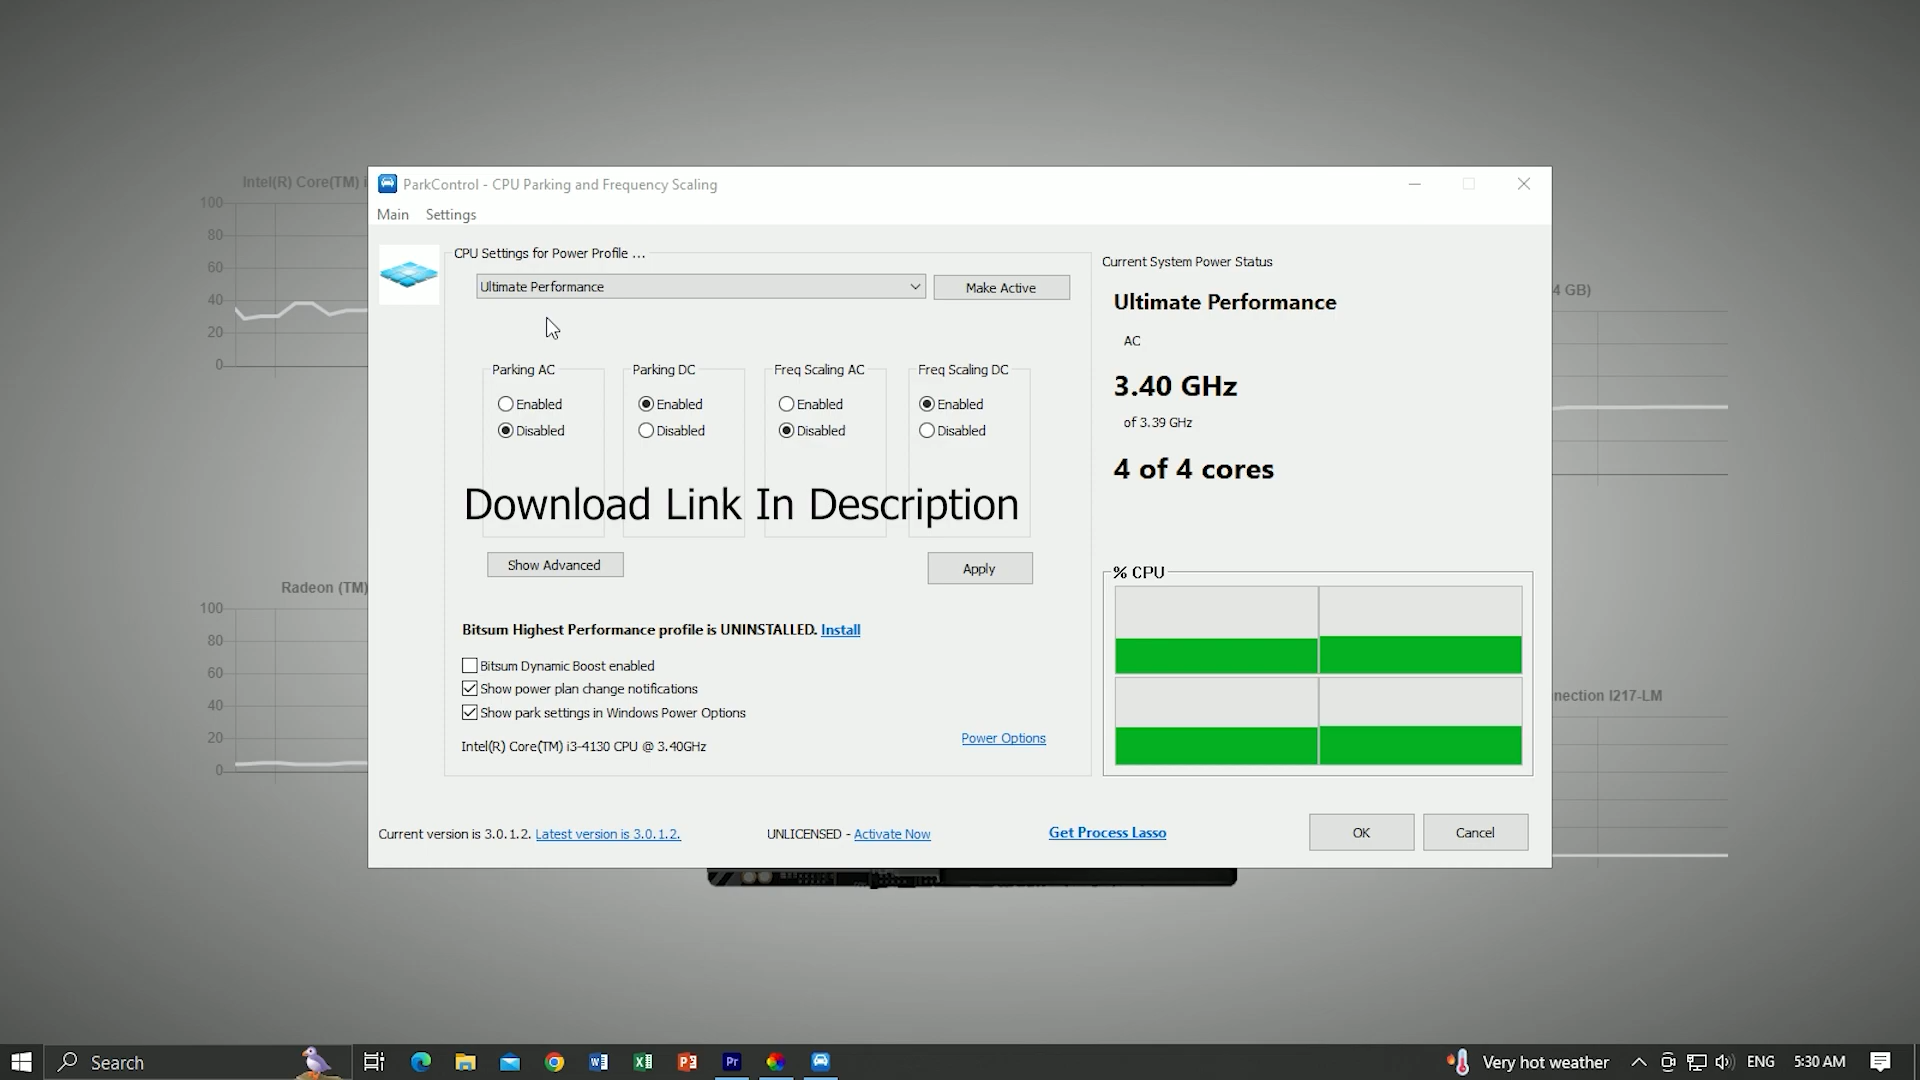 Intel(R) Core(TM) i
100
80
60
40
20
0
ParkControl - CPU Parking and Frequency Scaling
Main Settings
CPU Settings for Power Profile ...
Ultimate Performance
Make Active
Parking AC
Enabled
Disabled
Parking DC
Enabled
Disabled
Freq Scaling AC
Enabled
Disabled
Freq Scaling DC
Enabled
Disabled
Download Link In Description
Show Advanced
Apply
Bitsum Highest Performance profile is UNINSTALLED. Install
Bitsum Dynamic Boost enabled
Show power plan change notifications
Show park settings in Windows Power Options
Intel(R) Core(TM) i3-4130 CPU @ 3.40GHz
Power Options
Current System Power Status
Ultimate Performance
AC
3.40 GHz
of 3.39 GHz
4 of 4 cores
% CPU
Current version is 3.0.1.2. Latest version is 3.0.1.2.
UNLICENSED - Activate Now
Get Process Lasso
OK
Cancel
4 GB)
Radeon (TM)
100
80
60
40
20
0
nection I217-LM
Search
Pr
Very hot weather
ENG
5:30 AM